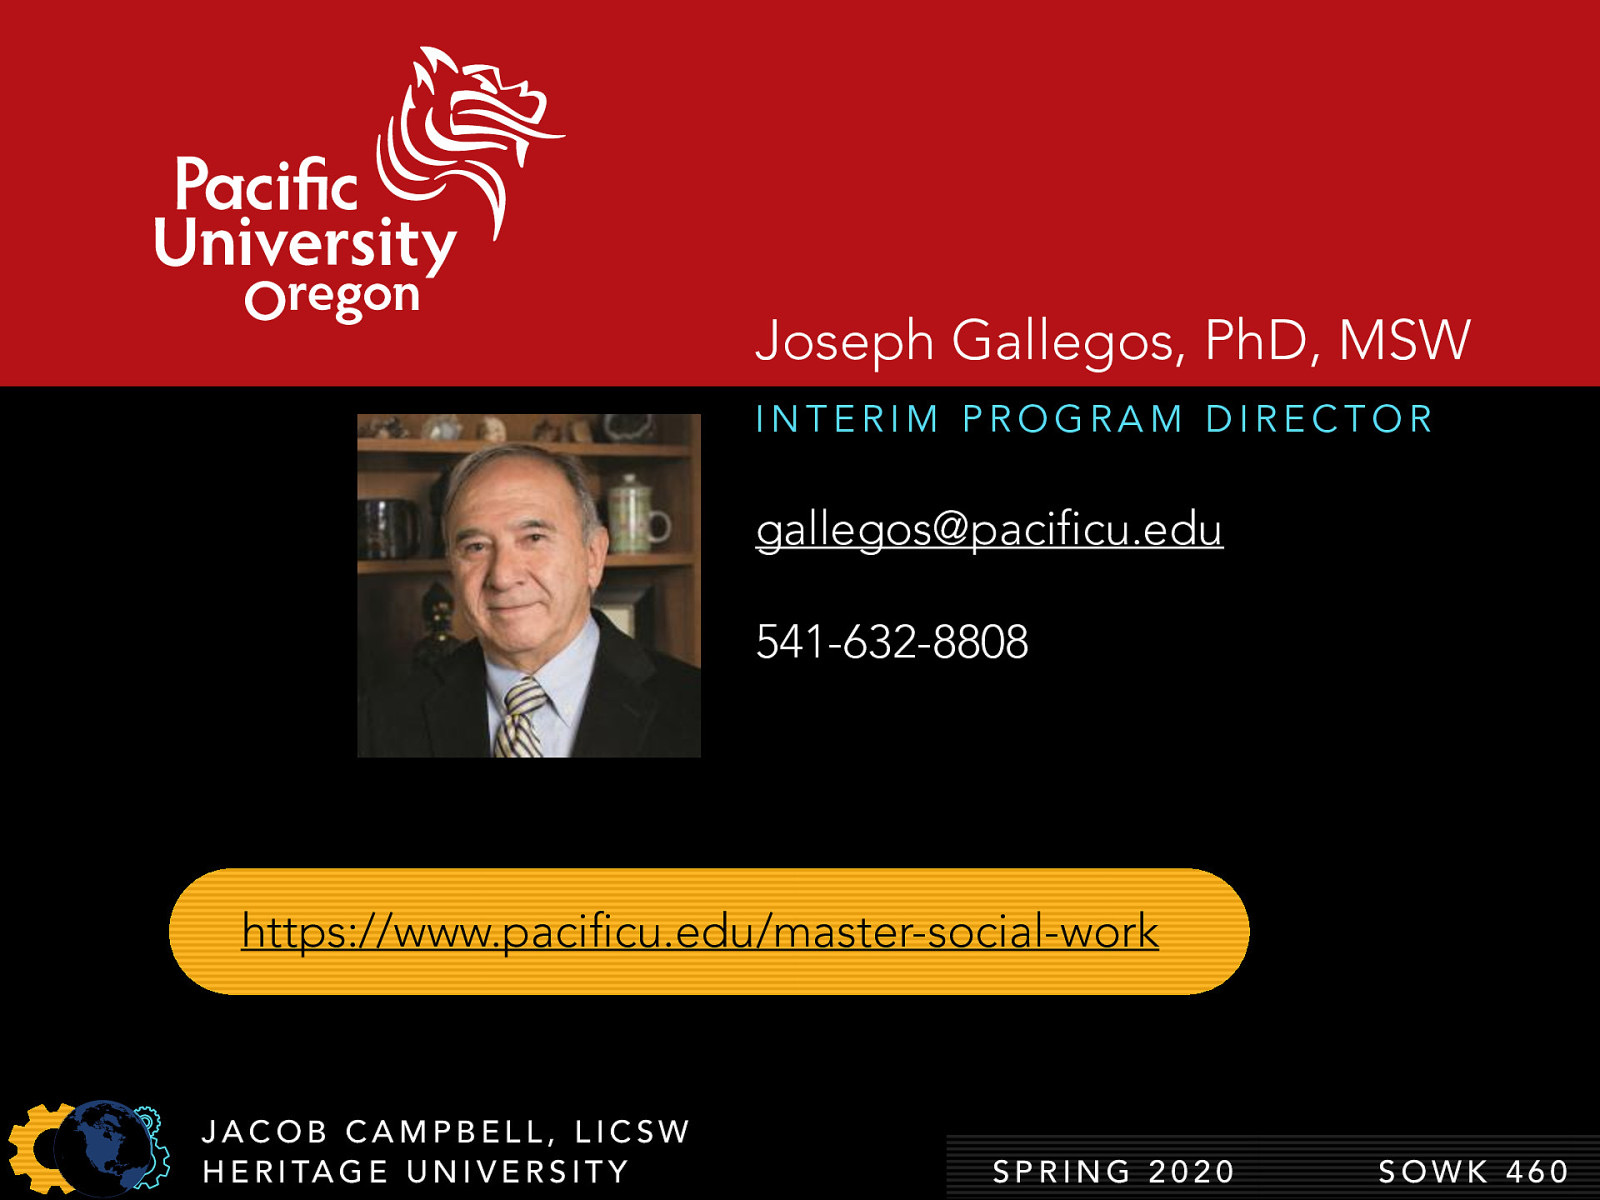 Pacific
University
Oregon
Joseph Gallegos, PhD, MSW
INTERIM PROGRAM DIRECTOR
gallegos@pacificu.edu
541-632-8808
https://www.pacificu.edu/master-social-work
JACOB CAMPBELL, LICSW
HERITAGE UNIVERSITY
SPRING 2020
SOWK 460